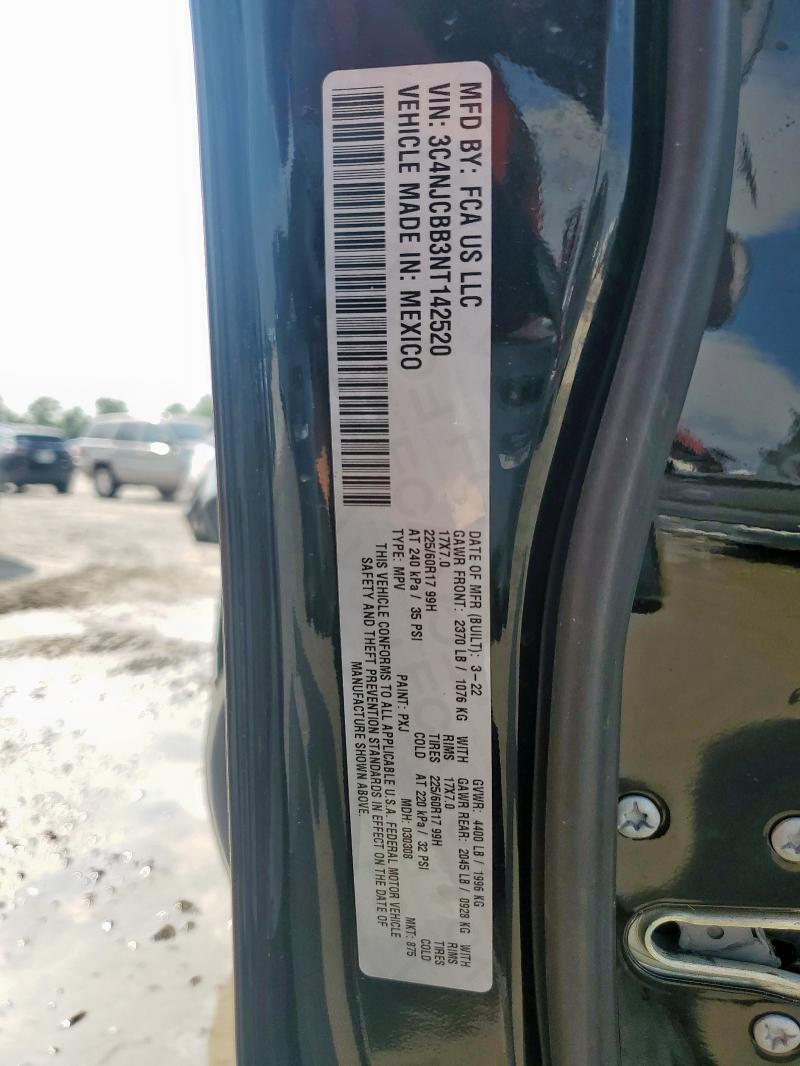 MFD BY: FCA US LLC
VIN: 3C4NJCBB3NT142520
VEHICLE MADE IN: MEXICO
DATE OF MFR (BUILT): 3-22 GVWR: 4400 LB / 1996 KG
GAWR FRONT: 2370 LB / 1076 KG WITH GAWR REAR: 2045 LB / 0928 KG WITH
17X7.0 RIMS 17X7.0 RIMS
225/60R17 99H TIRES 225/60R17 99H TIRES
AT 240 kPa / 35 PSI COLD AT 220 kPa / 32 PSI COLD
TYPE: MPV PAINT: PXJ MDH: 030308 MKT: 875
THIS VEHICLE CONFORMS TO ALL APPLICABLE U.S.A. FEDERAL MOTOR VEHICLE
SAFETY AND THEFT PREVENTION STANDARDS IN EFFECT ON THE DATE OF
MANUFACTURE SHOWN ABOVE.